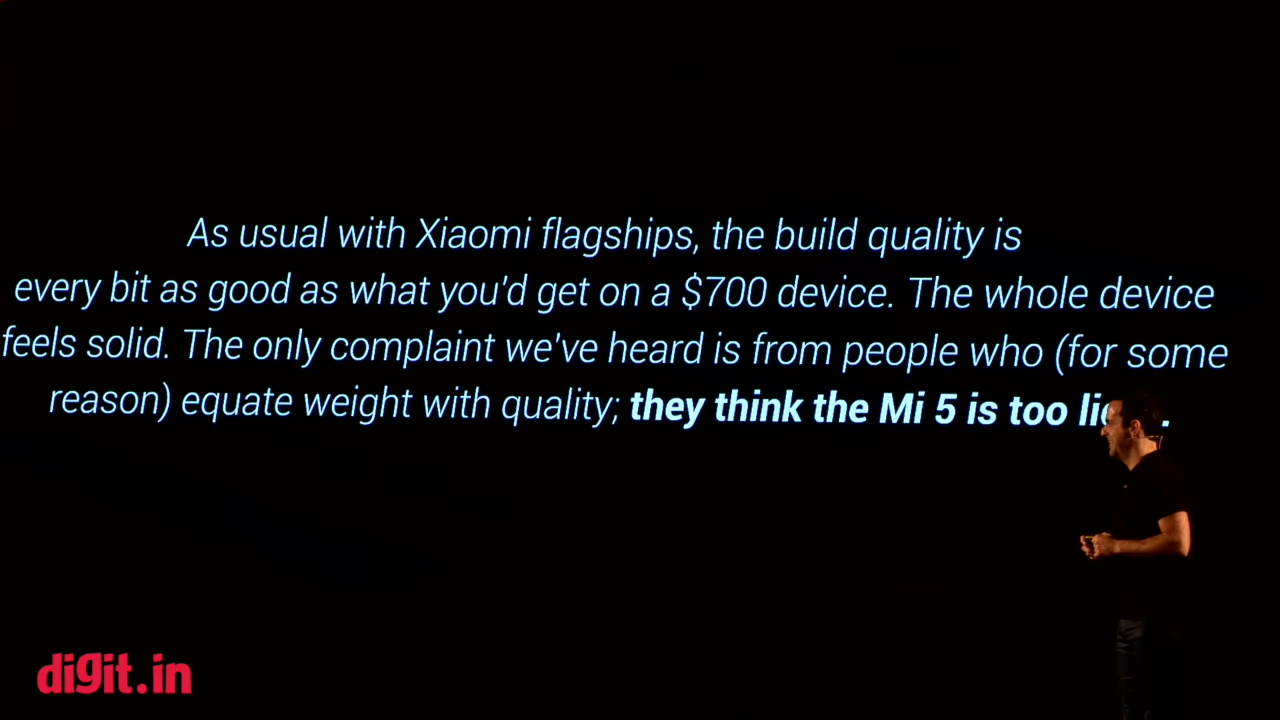 As usual with Xiaomi flagships, the build quality is
every bit as good as what you'd get on a $700 device. The whole device
feels solid. The only complaint we've heard is from people who (for some
reason) equate weight with quality; they think the Mi 5 is too
digit.in